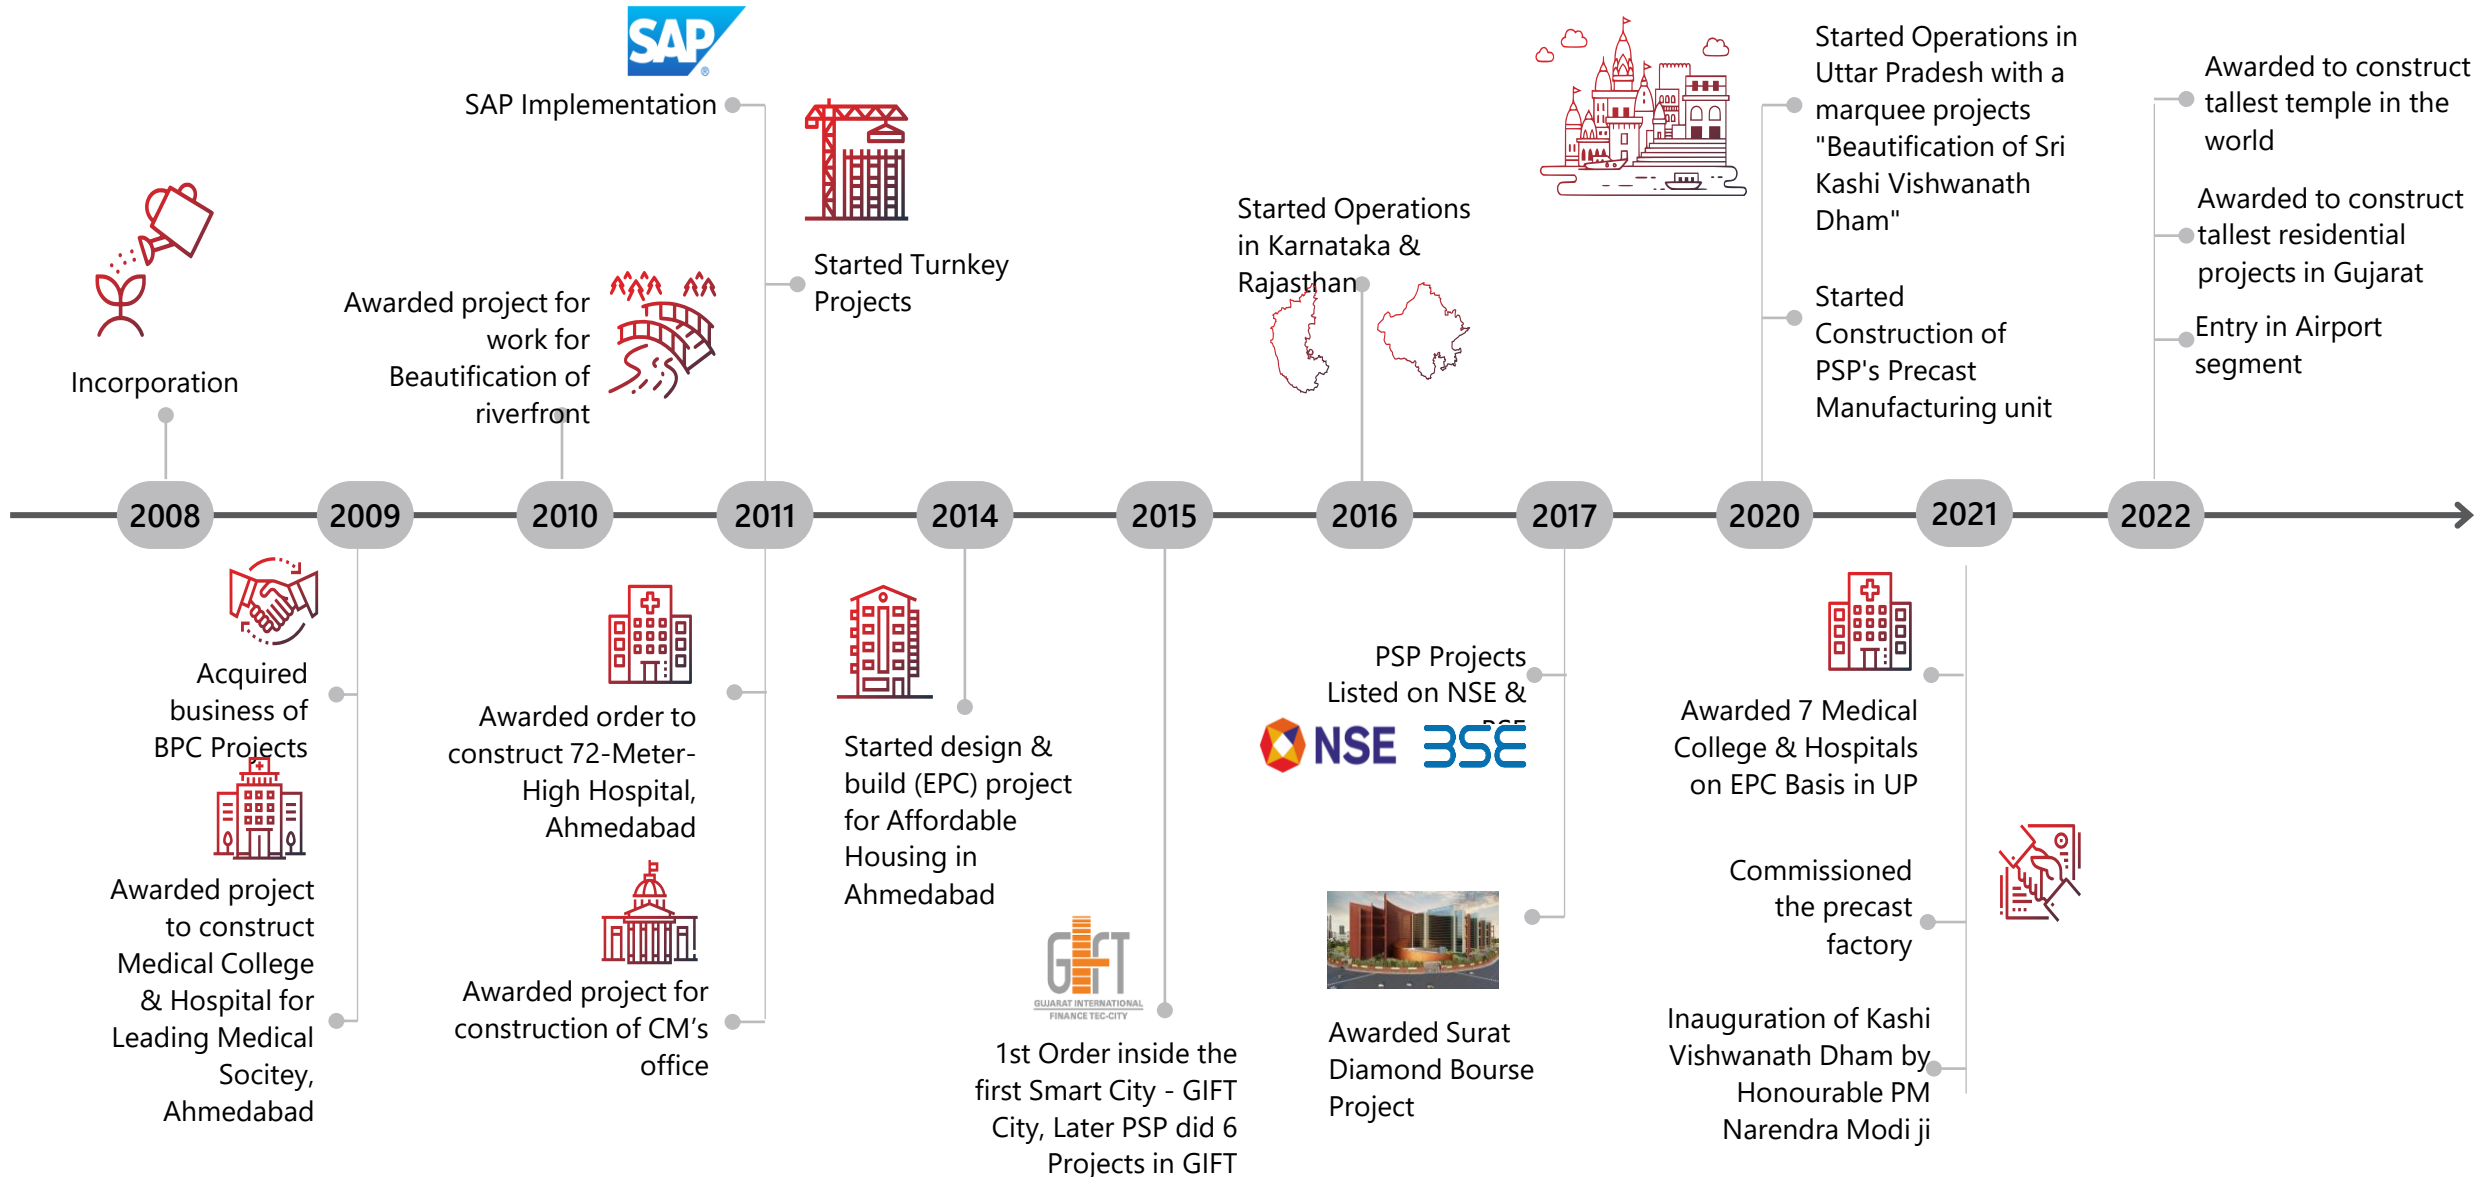 SAP
SAP Implementation
Started Turnkey
Projects
Incorporation
Awarded project for
work for
Beautification of
riverfront
Started Operations
in Karnataka &
Rajasthan
Started Operations in
Uttar Pradesh with a
marquee projects
"Beautification of Sri
Kashi Vishwanath
Dham"
Started
Construction of
PSP's Precast
Manufacturing unit
Awarded to construct
tallest temple in the
world
Awarded to construct
tallest residential
projects in Gujarat
Entry in Airport
segment
2008
2009
2010
2011
2014
2015
2016
2017
2020
2021
2022
Acquired
business of
BPC Projects
Awarded project
to construct
Medical College
& Hospital for
Leading Medical
Socitey,
Ahmedabad
Awarded order to
construct 72-Meter-
High Hospital,
Ahmedabad
Awarded project for
construction of CM’s
office
Started design &
build (EPC) project
for Affordable
Housing in
Ahmedabad
GIFT
GUJARAT INTERNATIONAL
FINANCE TEC-CITY
1st Order inside the
first Smart City - GIFT
City, Later PSP did 6
Projects in GIFT
PSP Projects
Listed on NSE &
NSE
BSE
Awarded Surat
Diamond Bourse
Project
Awarded 7 Medical
College & Hospitals
on EPC Basis in UP
Commissioned
the precast
factory
Inauguration of Kashi
Vishwanath Dham by
Honourable PM
Narendra Modi ji